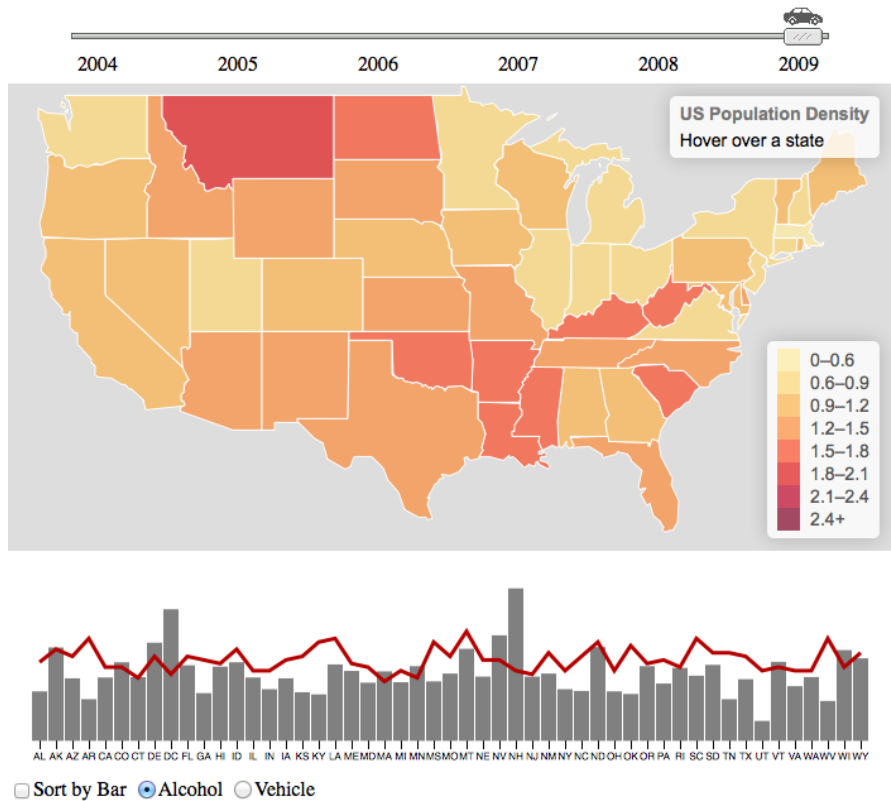 2004 2005 2006 2007 2008 2009
US Population Density
Hover over a state
0–0.6
0.6–0.9
0.9–1.2
1.2–1.5
1.5–1.8
1.8–2.1
2.1–2.4
2.4+
AL AK AZ AR CA CO CT DE DC FL GA HI ID IL IN IA KS KY LA ME MD MA MI MN MS MO MT NE NV NH NJ NM NY NC ND OH OK OR PA RI SC SD TN TX UT VT VA WA WV WI WY
Sort by Bar Alcohol Vehicle